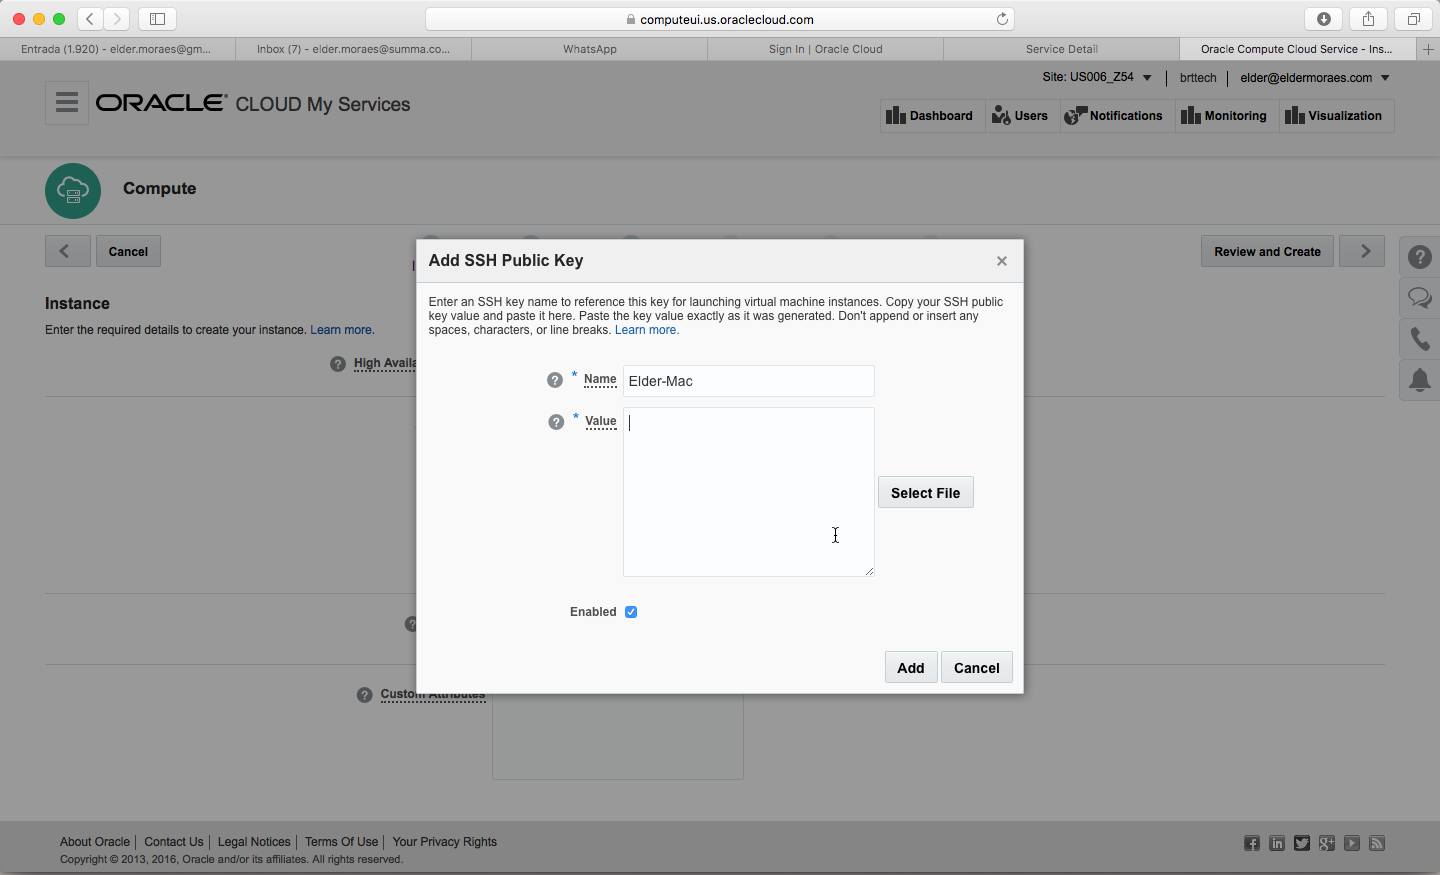 computeui.us.oraclecloud.com
Entrada (1.920) - elder.moraes@gm...
Inbox (7) - elder.moraes@summa.co...
WhatsApp
Sign In | Oracle Cloud
Service Detail
Oracle Compute Cloud Service - Ins...
Site: US006_Z54
brttech
elder@eldermoraes.com
ORACLE CLOUD My Services
Dashboard
Users
Notifications
Monitoring
Visualization
Compute
Cancel
Review and Create
Instance
Enter the required details to create your instance. Learn more.
High Availa
Add SSH Public Key
Enter an SSH key name to reference this key for launching virtual machine instances. Copy your SSH public
key value and paste it here. Paste the key value exactly as it was generated. Don't append or insert any
spaces, characters, or line breaks. Learn more.
* Name Elder-Mac
* Value
Select File
Enabled
Add
Cancel
Custom Attributes
About Oracle | Contact Us | Legal Notices | Terms Of Use | Your Privacy Rights
Copyright © 2013, 2016, Oracle and/or its affiliates. All rights reserved.